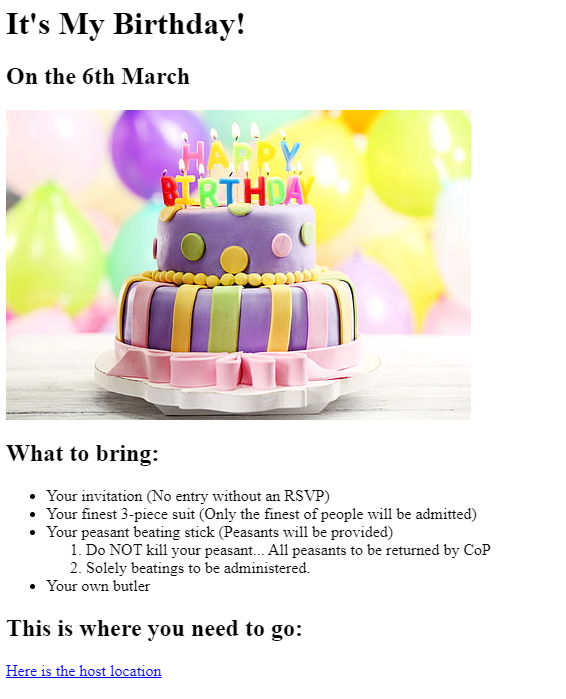 It's My Birthday!
On the 6th March
HAPPY
BIRTHDAY
What to bring:
Your invitation (No entry without an RSVP)
Your finest 3-piece suit (Only the finest of people will be admitted)
Your peasant beating stick (Peasants will be provided)
1. Do NOT kill your peasant... All peasants to be returned by CoP
2. Solely beatings to be administered.
Your own butler
This is where you need to go:
Here is the host location